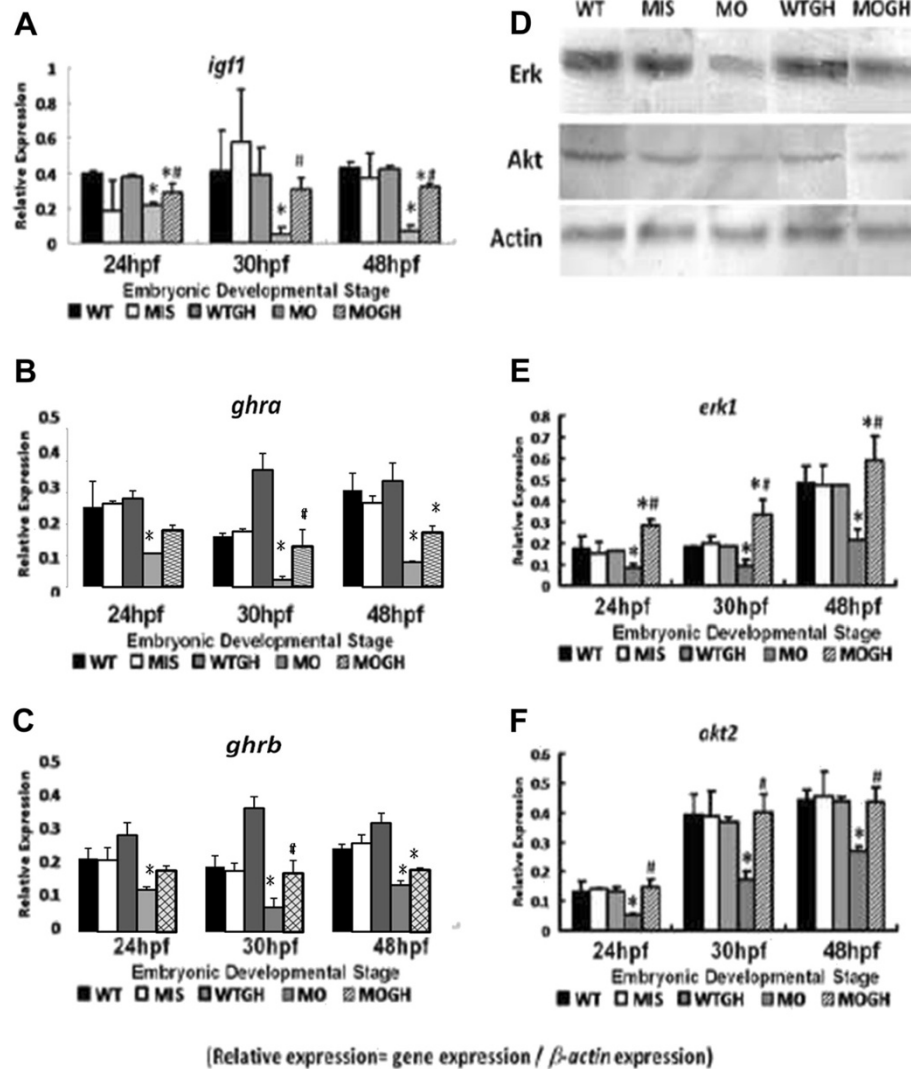 A
igf1
Relative Expression
1
0.8
0.6
0.4
0.2
0
*
*#
*
#
*
*#
24hpf 30hpf 48hpf
Embryonic Developmental Stage
WT MIS WTGH MO MOGH
B
ghra
Relative Expression
0.5
0.4
0.3
0.2
0.1
0
*
*
#
*
*
24hpf 30hpf 48hpf
Embryonic Developmental Stage
WT MIS WTGH MO MOGH
C
ghrb
Relative Expression
0.5
0.4
0.3
0.2
0.1
0
*
*
#
*
*
24hpf 30hpf 48hpf
Embryonic Developmental Stage
WT MIS WTGH MO MOGH
D
WT MIS MO WTGH MOGH
Erk
Akt
Actin
E
erk1
Relative Expression
0.8
0.7
0.6
0.5
0.4
0.3
0.2
0.1
0
*
*#
*
*#
*
*#
24hpf 30hpf 48hpf
Embryonic Developmental Stage
WT MIS WTGH MO MOGH
F
akt2
Relative Expression
0.6
0.5
0.4
0.3
0.2
0.1
0
*
#
*
#
*
#
24hpf 30hpf 48hpf
Embryonic Developmental Stage
WT MIS WTGH MO MOGH
(Relative expression= gene expression / β-actin expression)